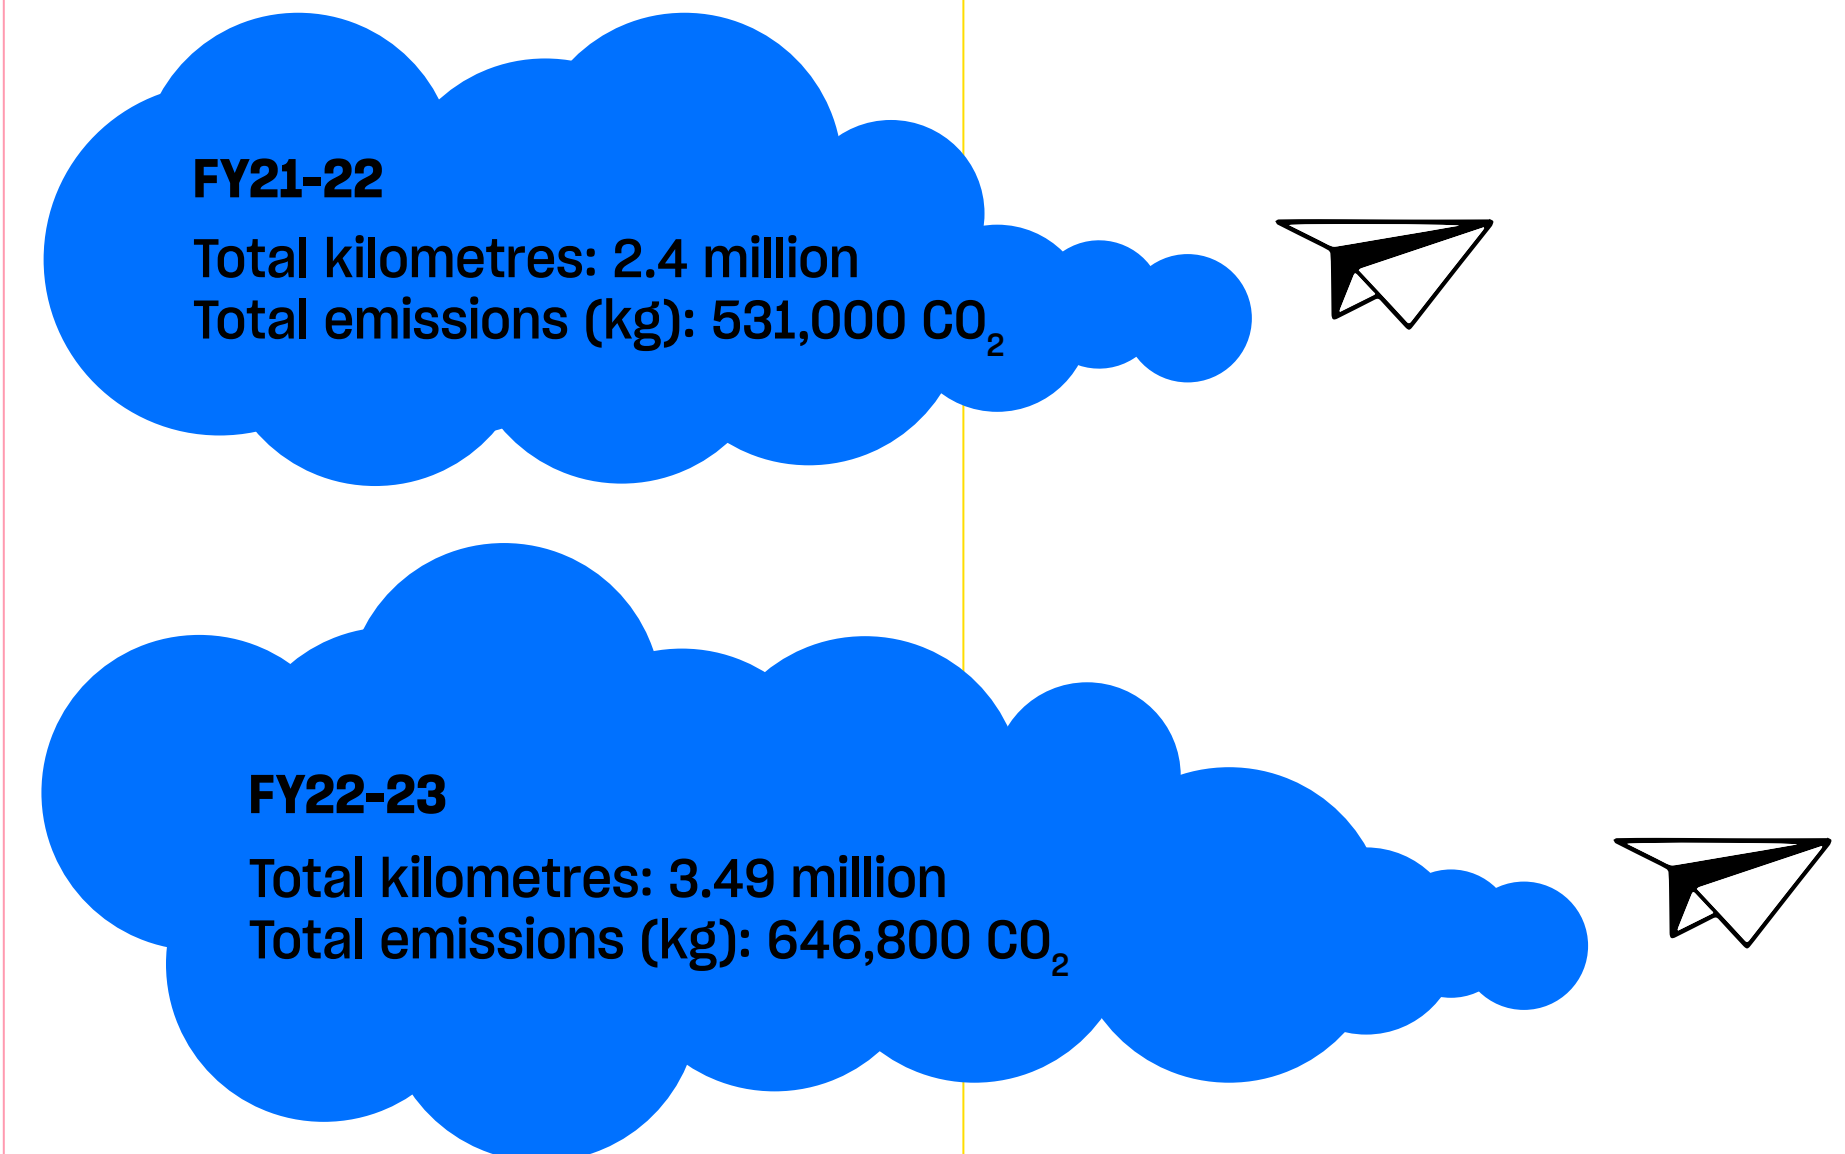 FY21-22
Total kilometres: 2.4 million
Total emissions (kg): 531,000 CO₂
FY22-23
Total kilometres: 3.49 million
Total emissions (kg): 646,800 CO₂